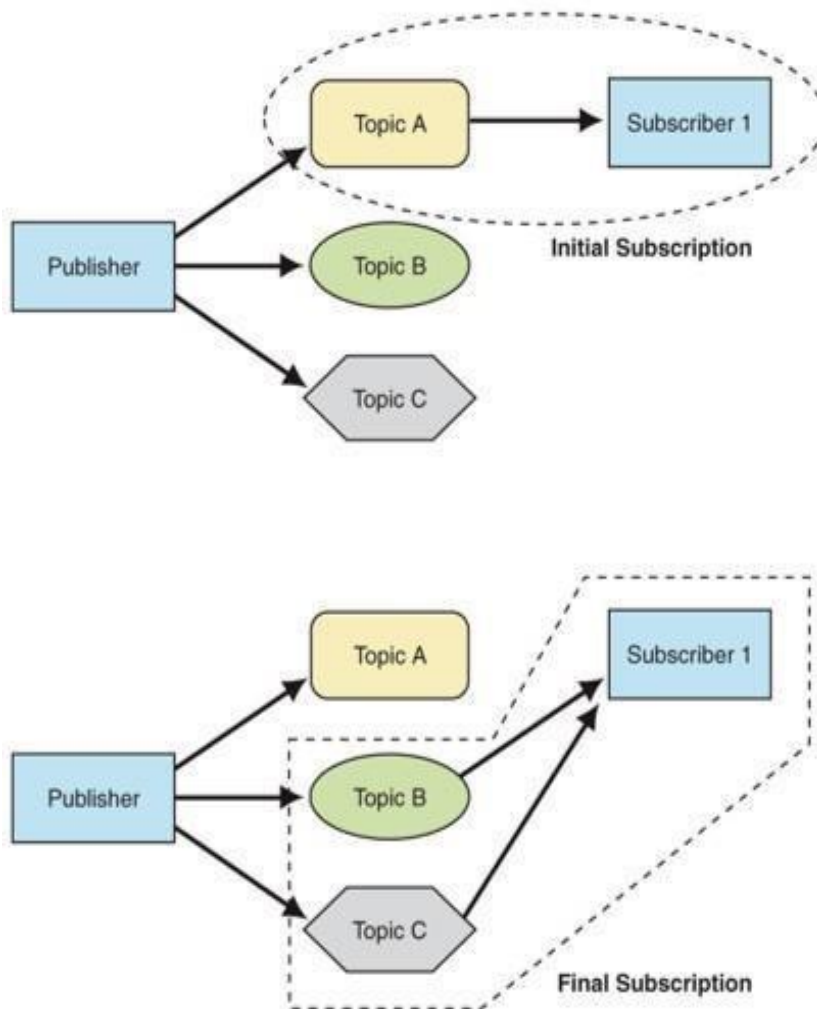 Topic A
Subscriber 1
Initial Subscription
Publisher
Topic B
Topic C
Topic A
Subscriber 1
Publisher
Topic B
Topic C
Final Subscription